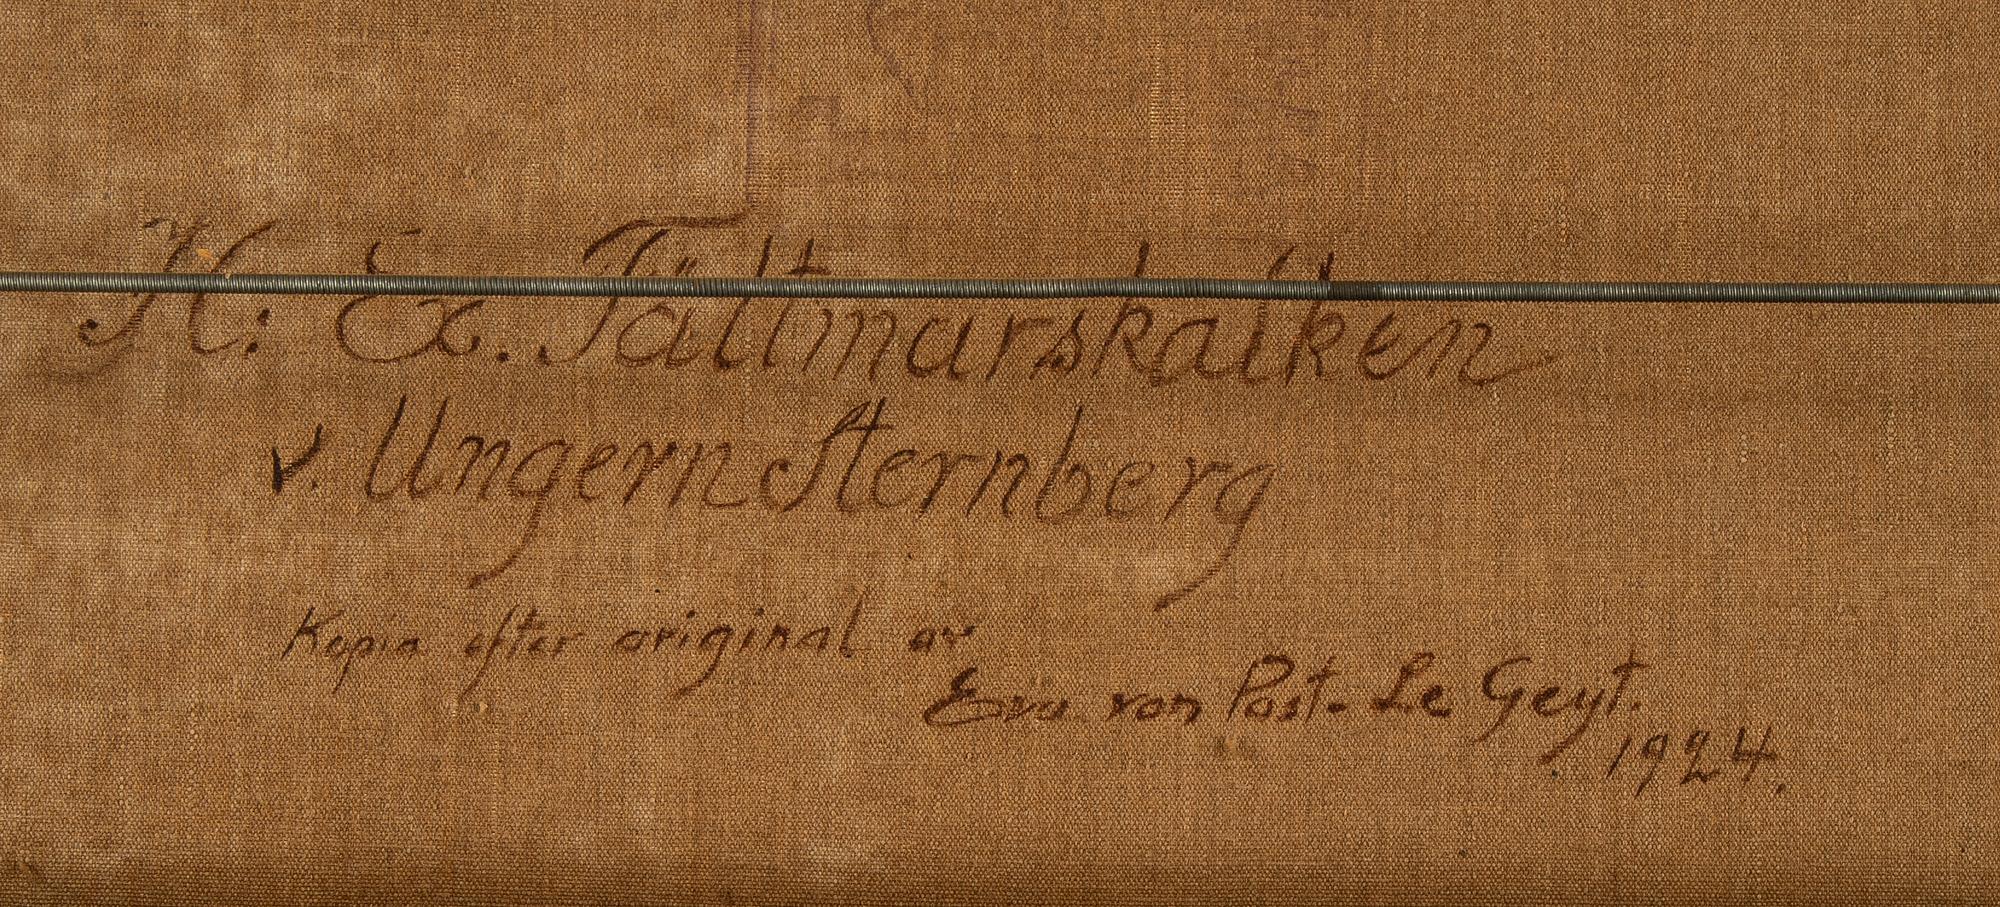 H. Ex. Fältmarskalken
v. Ungern Sternberg
Kopia efter original av
Eva von Post-Le Geyt.
1924.